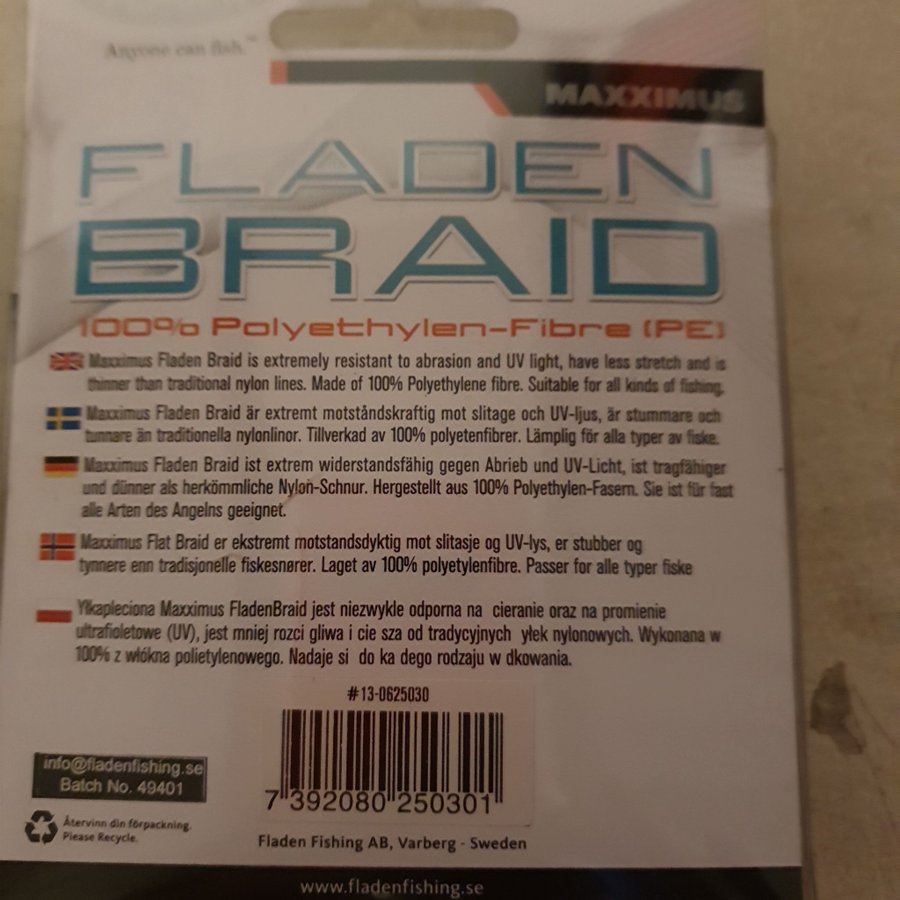 Anyone can fish.™
MAXXIMUS
FLADEN
BRAID
100% Polyethylen-Fibre (PE)
Maxximus Fladen Braid is extremely resistant to abrasion and UV light, have less stretch and is
thinner than traditional nylon lines. Made of 100% Polyethylene fibre. Suitable for all kinds of fishing.
Maxximus Fladen Braid är extremt motståndskraftig mot slitage och UV-ljus, är stummare och
tunnare än traditionella nylonlinor. Tillverkad av 100% polyetenfibrer. Lämplig för alla typer av fiske.
Maxximus Fladen Braid ist extrem widerstandsfähig gegen Abrieb und UV-Licht, ist tragfähiger
und dünner als herkömmliche Nylon-Schnur. Hergestellt aus 100% Polyethylen-Fasern. Sie ist für fast
alle Arten des Angelns geeignet.
Maxximus Flat Braid er ekstremt motstandsdyktig mot slitasje og UV-lys, er stubber og
tynnere enn tradisjonelle fiskesnører. Laget av 100% polyetylenfibre. Passer for alle typer fiske
Ylkapleciona Maxximus FladenBraid jest niezwykle odporna na cieranie oraz na promienie
ultrafioletowe (UV), jest mniej rozci gliwa i cie sza od tradycyjnych yłek nylonowych. Wykonana w
100% z włókna polietylenowego. Nadaje si do ka dego rodzaju w dkowania.
#13-0625030
7 392080 250301
info@fladenfishing.se
Batch No. 49401
Återvinn din förpackning.
Please Recycle.
Fladen Fishing AB, Varberg - Sweden
www.fladenfishing.se